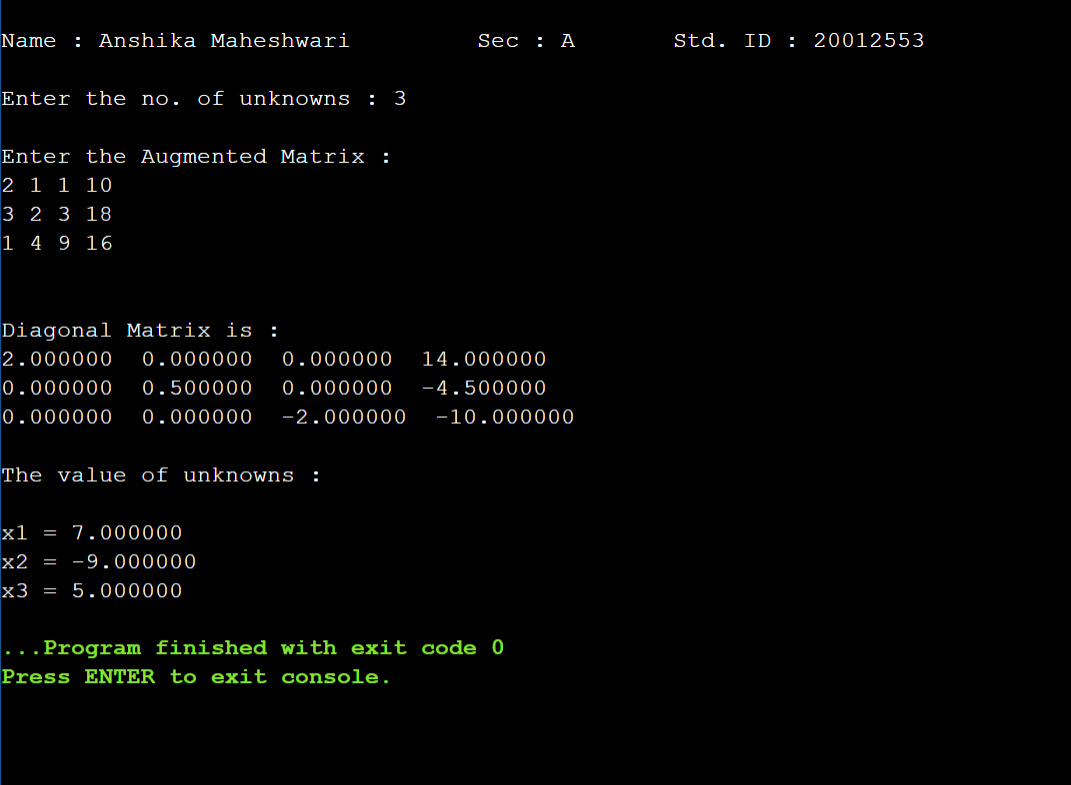 Name : Anshika Maheshwari         Sec : A       Std. ID : 20012553
Enter the no. of unknowns : 3
Enter the Augmented Matrix :
2 1 1 10
3 2 3 18
1 4 9 16
Diagonal Matrix is :
2.000000  0.000000  0.000000  14.000000
0.000000  0.500000  0.000000  -4.500000
0.000000  0.000000  -2.000000  -10.000000
The value of unknowns :
x1 = 7.000000
x2 = -9.000000
x3 = 5.000000
...Program finished with exit code 0
Press ENTER to exit console.